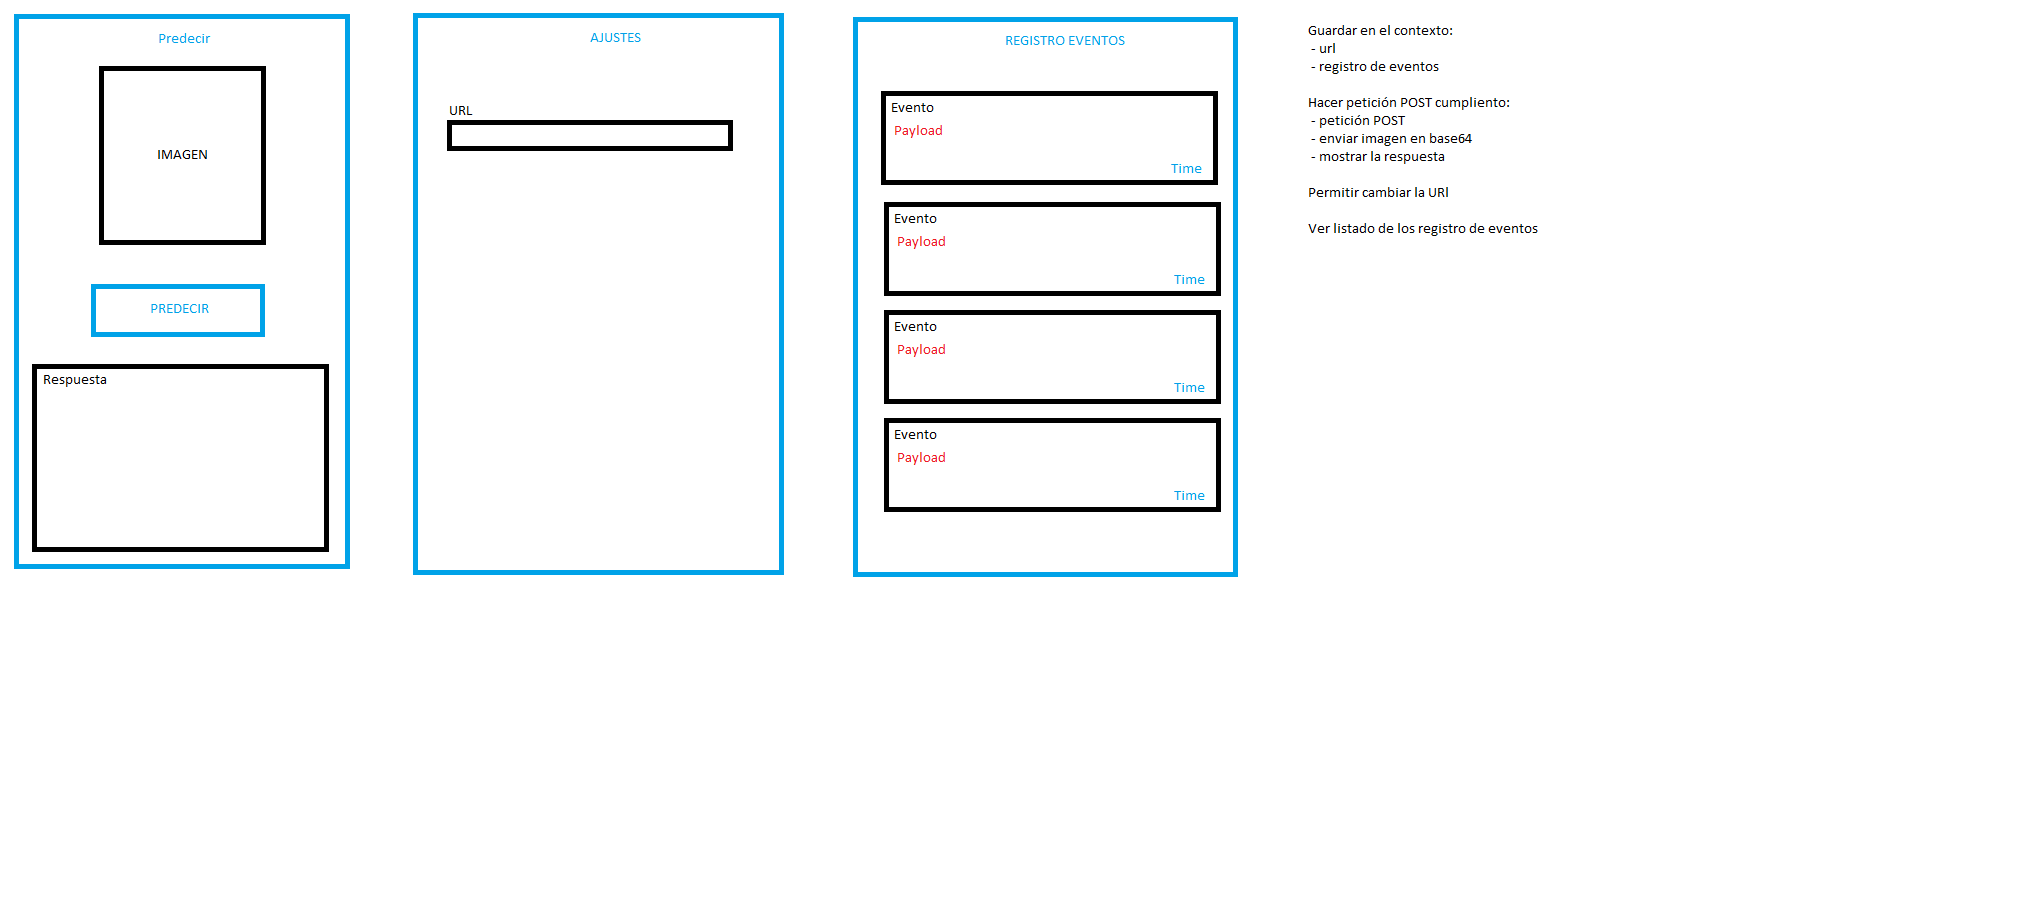 Predecir
IMAGEN
PREDECIR
Respuesta
AJUSTES
URL
REGISTRO EVENTOS
Evento
Payload
Time
Evento
Payload
Time
Evento
Payload
Time
Evento
Payload
Time
Guardar en el contexto:
- url
- registro de eventos
Hacer petición POST cumpliento:
- petición POST
- enviar imagen en base64
- mostrar la respuesta
Permitir cambiar la URl
Ver listado de los registro de eventos